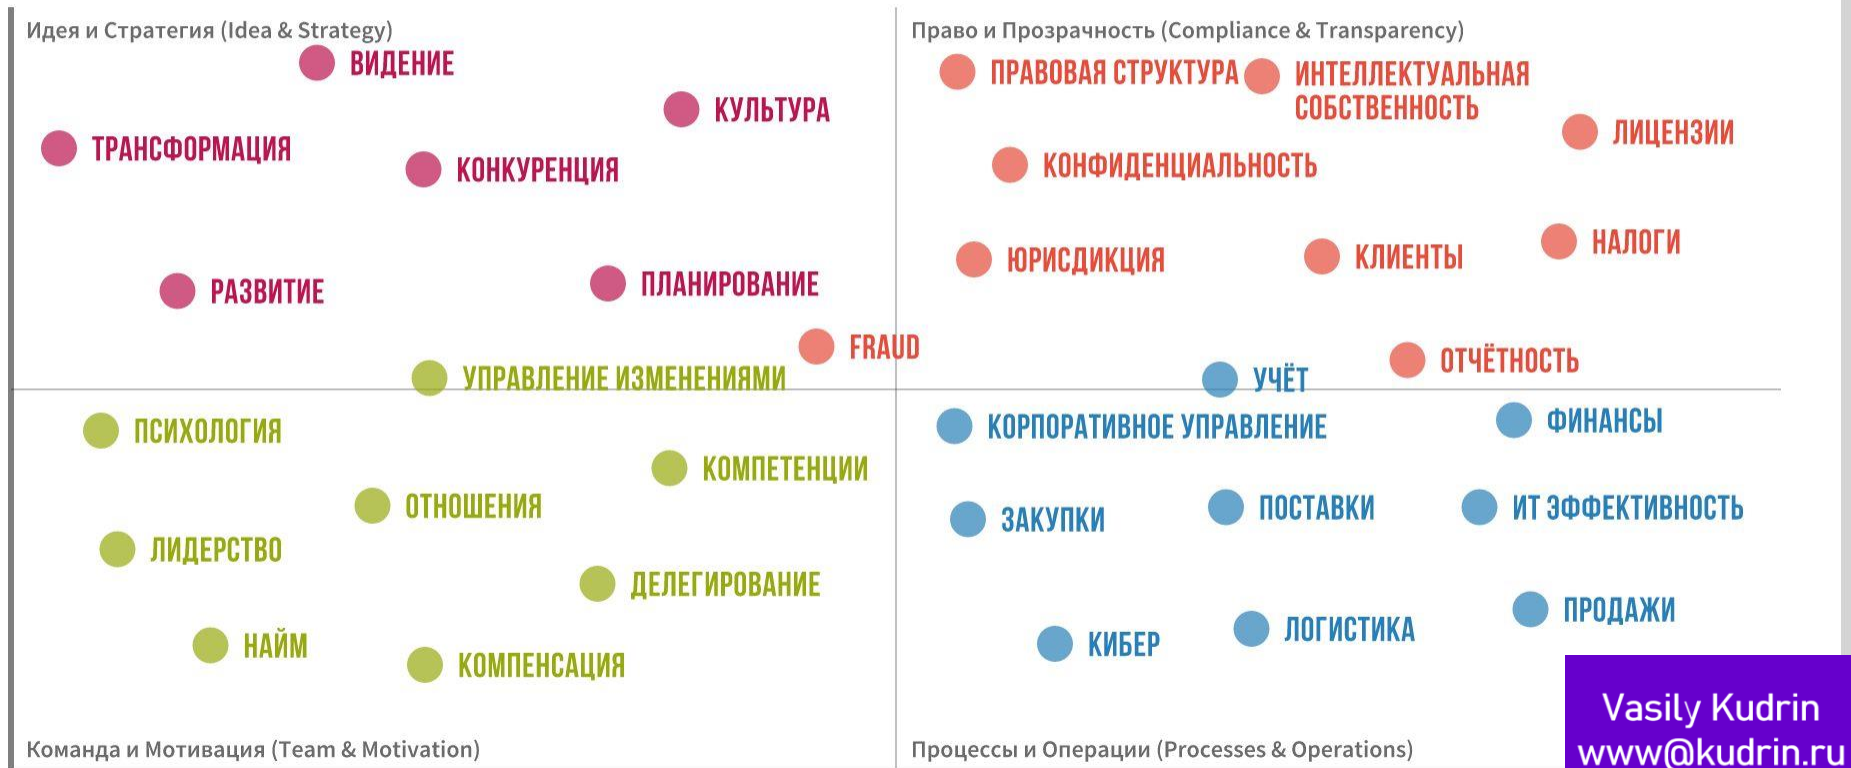 Идея и Стратегия (Idea & Strategy)
ВИДЕНИЕ
КУЛЬТУРА
ТРАНСФОРМАЦИЯ
КОНКУРЕНЦИЯ
РАЗВИТИЕ
ПЛАНИРОВАНИЕ
Право и Прозрачность (Compliance & Transparency)
ПРАВОВАЯ СТРУКТУРА
ИНТЕЛЛЕКТУАЛЬНАЯ
СОБСТВЕННОСТЬ
ЛИЦЕНЗИИ
КОНФИДЕНЦИАЛЬНОСТЬ
ЮРИСДИКЦИЯ
КЛИЕНТЫ
НАЛОГИ
FRAUD
ОТЧЁТНОСТЬ
УПРАВЛЕНИЕ ИЗМЕНЕНИЯМИ
ПСИХОЛОГИЯ
КОМПЕТЕНЦИИ
ОТНОШЕНИЯ
ЛИДЕРСТВО
ДЕЛЕГИРОВАНИЕ
НАЙМ
КОМПЕНСАЦИЯ
Команда и Мотивация (Team & Motivation)
УЧЁТ
КОРПОРАТИВНОЕ УПРАВЛЕНИЕ
ФИНАНСЫ
ЗАКУПКИ
ПОСТАВКИ
ИТ ЭФФЕКТИВНОСТЬ
ПРОДАЖИ
КИБЕР
ЛОГИСТИКА
Процессы и Операции (Processes & Operations)
Vasily Kudrin
www@kudrin.ru